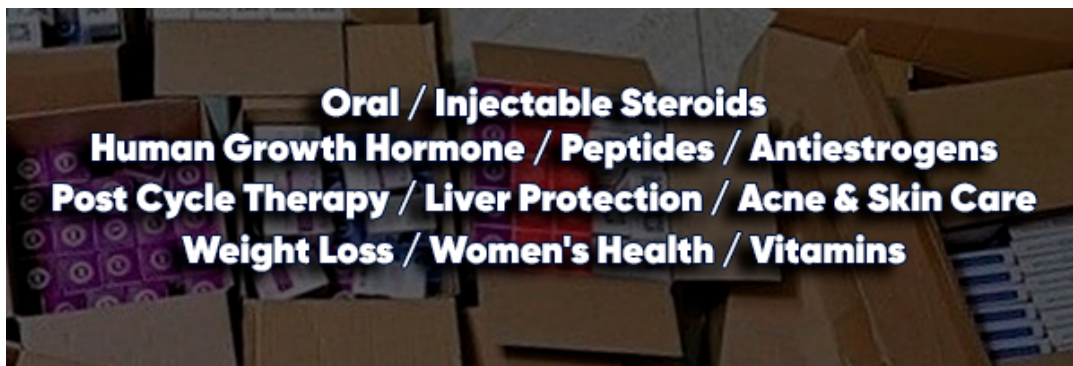 Oral / Injectable Steroids
Human Growth Hormone / Peptides / Antiestrogens
Post Cycle Therapy / Liver Protection / Acne & Skin Care
Weight Loss / Women's Health / Vitamins